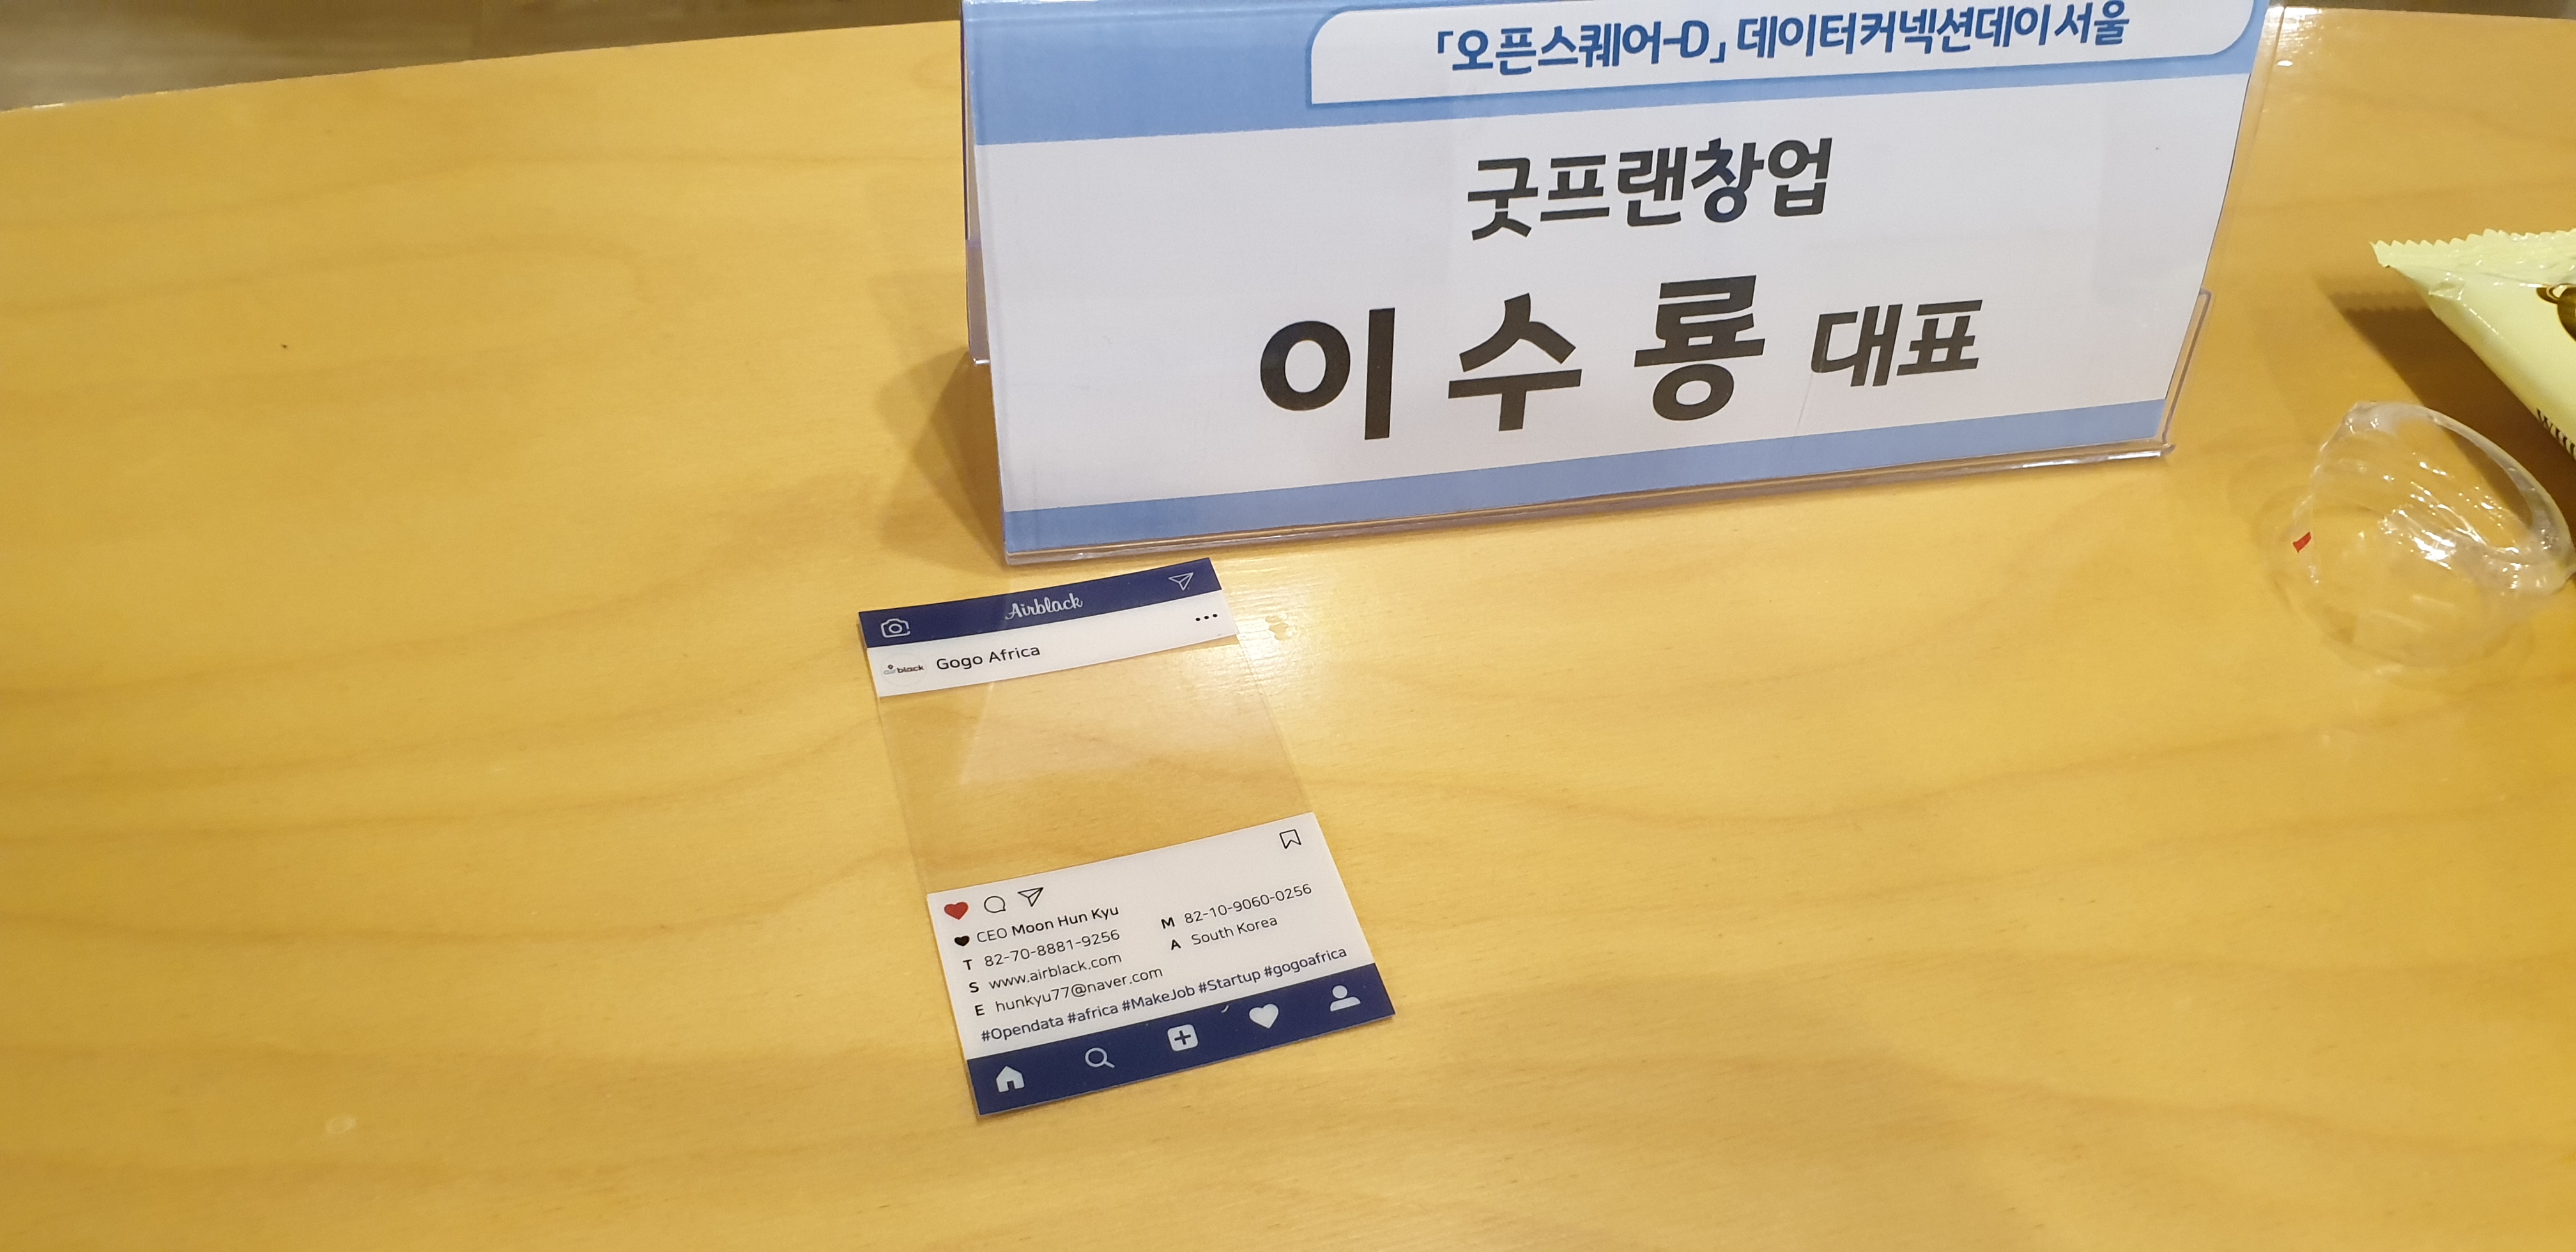 「오픈스퀘어-D」 데이터커넥션데이 서울
굿프랜창업
이수룡 대표
Airblack
black Gogo Africa
CEO Moon Hun Kyu
T 82-70-8881-9256
M 82-10-9060-0256
S www.airblack.com
A South Korea
E hunkyu77@naver.com
#Opendata #africa #MakeJob #Startup #gogoafrica